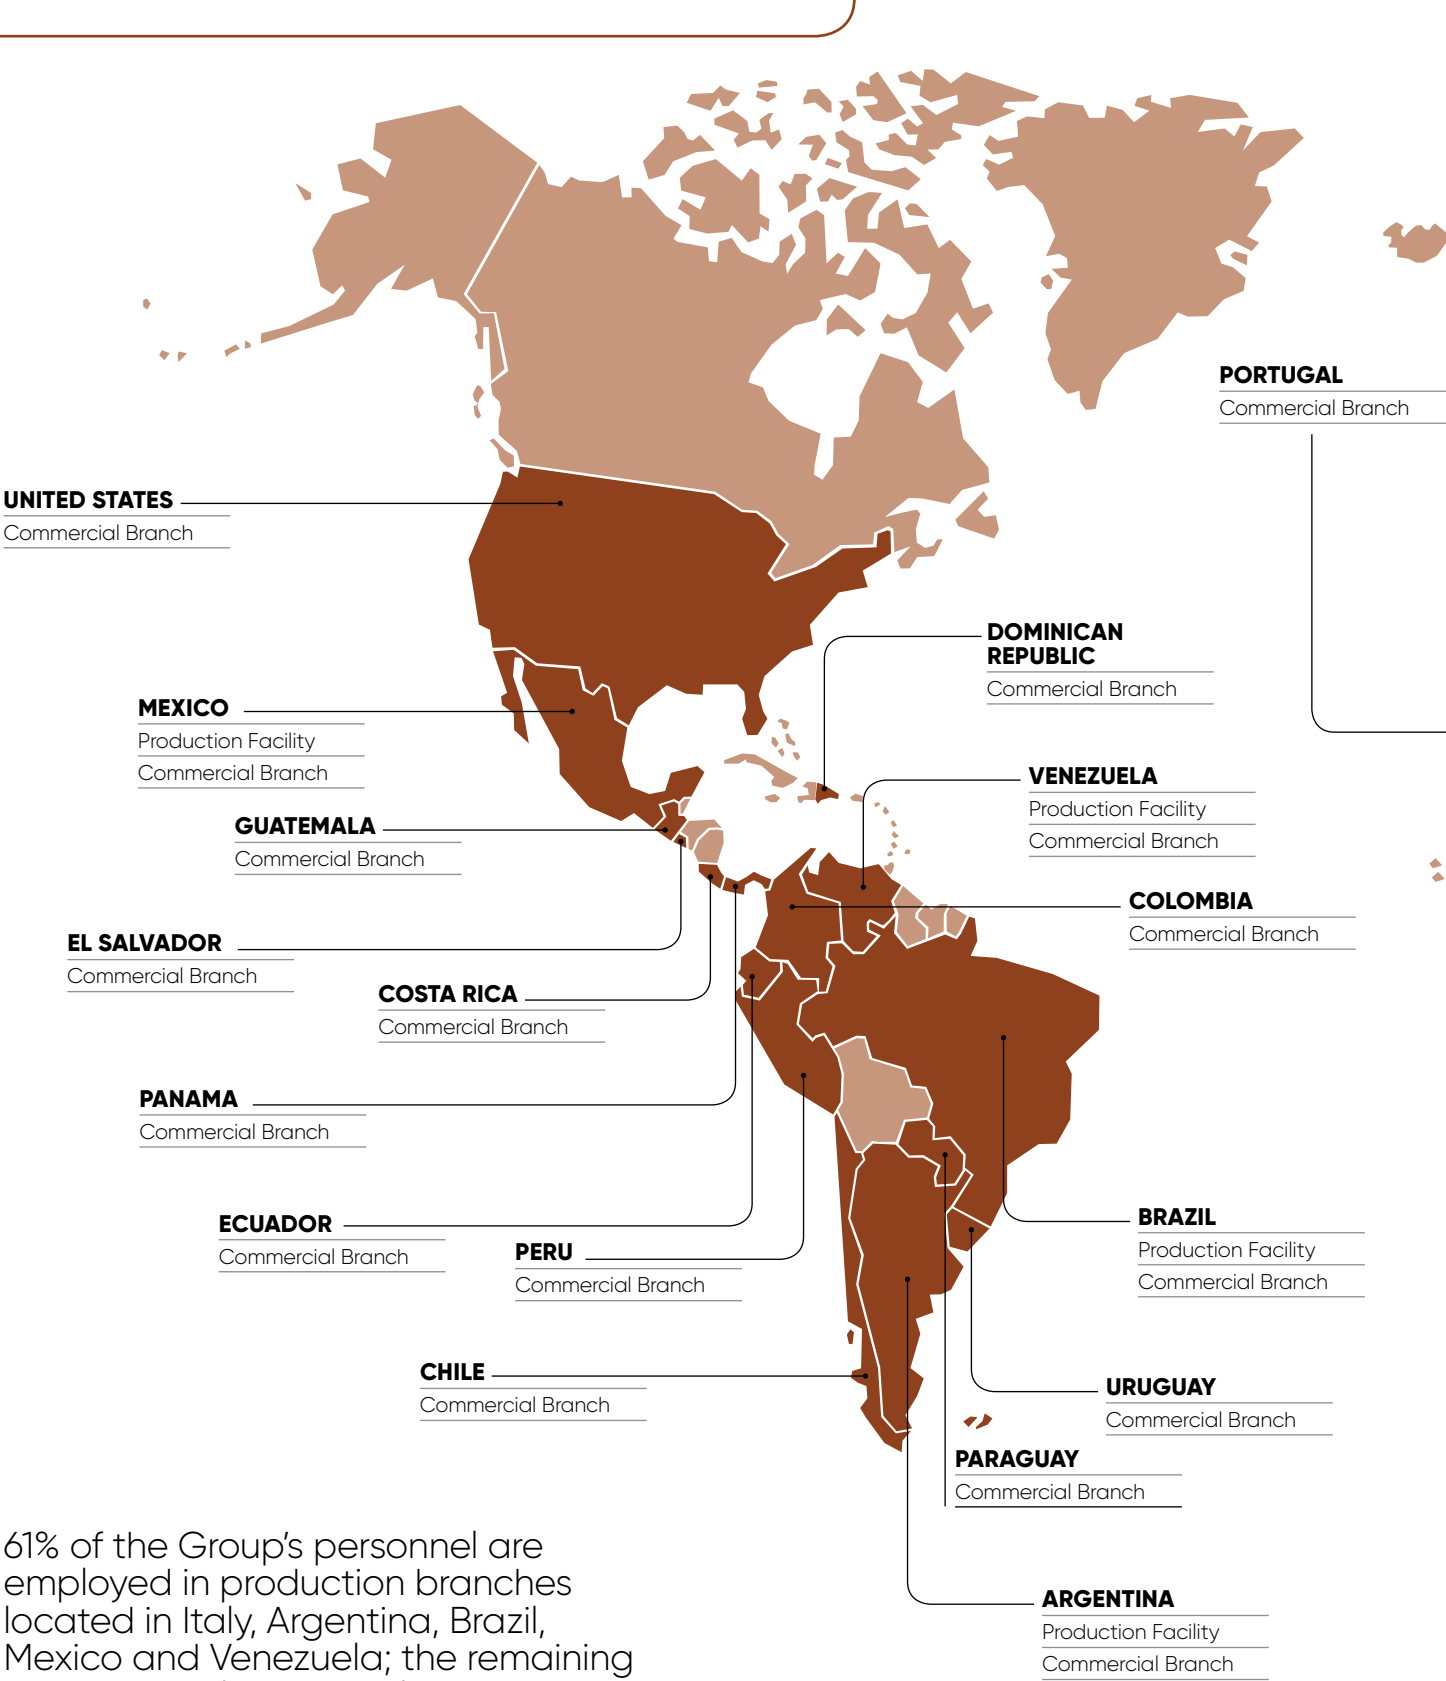 PORTUGAL
Commercial Branch
UNITED STATES
Commercial Branch
DOMINICAN
REPUBLIC
Commercial Branch
MEXICO
Production Facility
Commercial Branch
VENEZUELA
Production Facility
Commercial Branch
GUATEMALA
Commercial Branch
COLOMBIA
Commercial Branch
EL SALVADOR
Commercial Branch
COSTA RICA
Commercial Branch
PANAMA
Commercial Branch
ECUADOR
Commercial Branch
PERU
Commercial Branch
BRAZIL
Production Facility
Commercial Branch
CHILE
Commercial Branch
URUGUAY
Commercial Branch
PARAGUAY
Commercial Branch
ARGENTINA
Production Facility
Commercial Branch
61% of the Group's personnel are
employed in production branches
located in Italy, Argentina, Brazil,
Mexico and Venezuela; the remaining